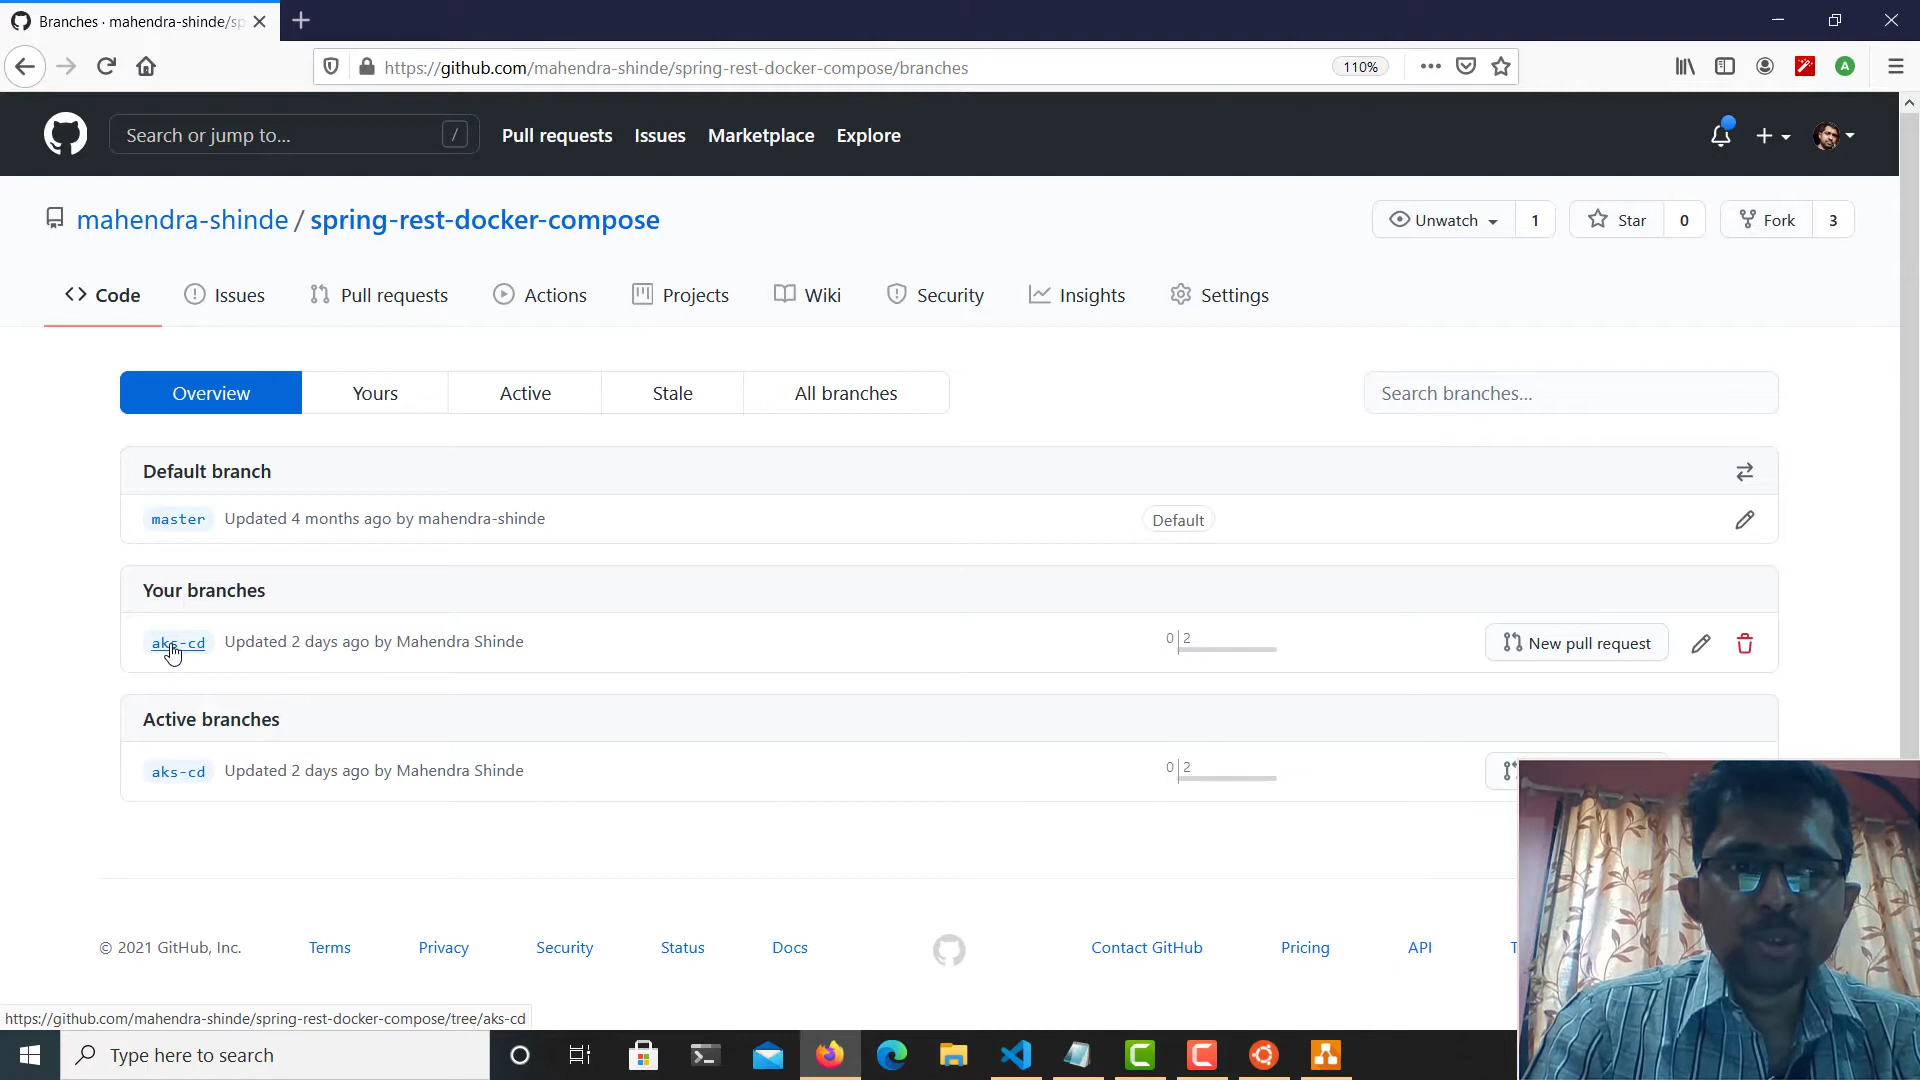 Branches · mahendra-shinde/sp
https://github.com/mahendra-shinde/spring-rest-docker-compose/branches
110%
A
Search or jump to...
/
Pull requests
Issues
Marketplace
Explore
mahendra-shinde / spring-rest-docker-compose
Unwatch 1
Star 0
Fork 3
Code
Issues
Pull requests
Actions
Projects
Wiki
Security
Insights
Settings
Overview
Yours
Active
Stale
All branches
Search branches...
Default branch
master Updated 4 months ago by mahendra-shinde Default
Your branches
aks-cd Updated 2 days ago by Mahendra Shinde 0 2 New pull request
Active branches
aks-cd Updated 2 days ago by Mahendra Shinde 0 2
© 2021 GitHub, Inc.
Terms
Privacy
Security
Status
Docs
Contact GitHub
Pricing
API
https://github.com/mahendra-shinde/spring-rest-docker-compose/tree/aks-cd
Type here to search